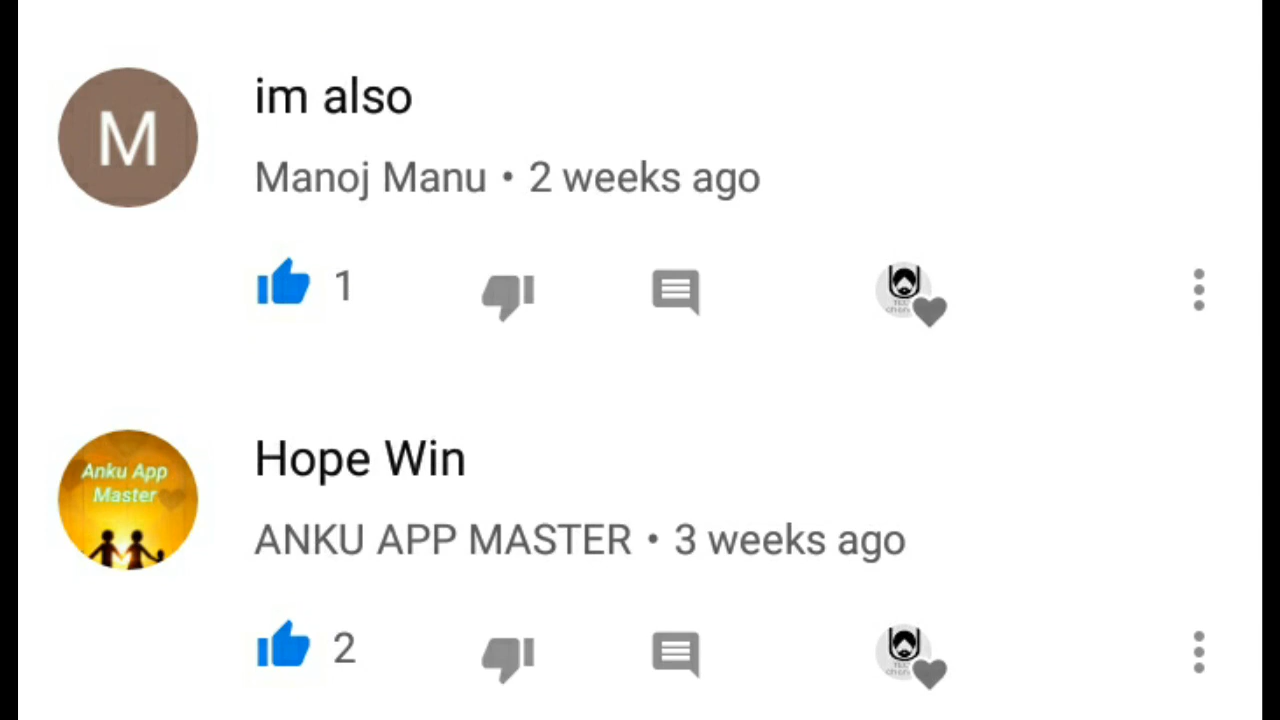 M
im also
Manoj Manu • 2 weeks ago
1
Anku App
Master
Hope Win
ANKU APP MASTER • 3 weeks ago
2